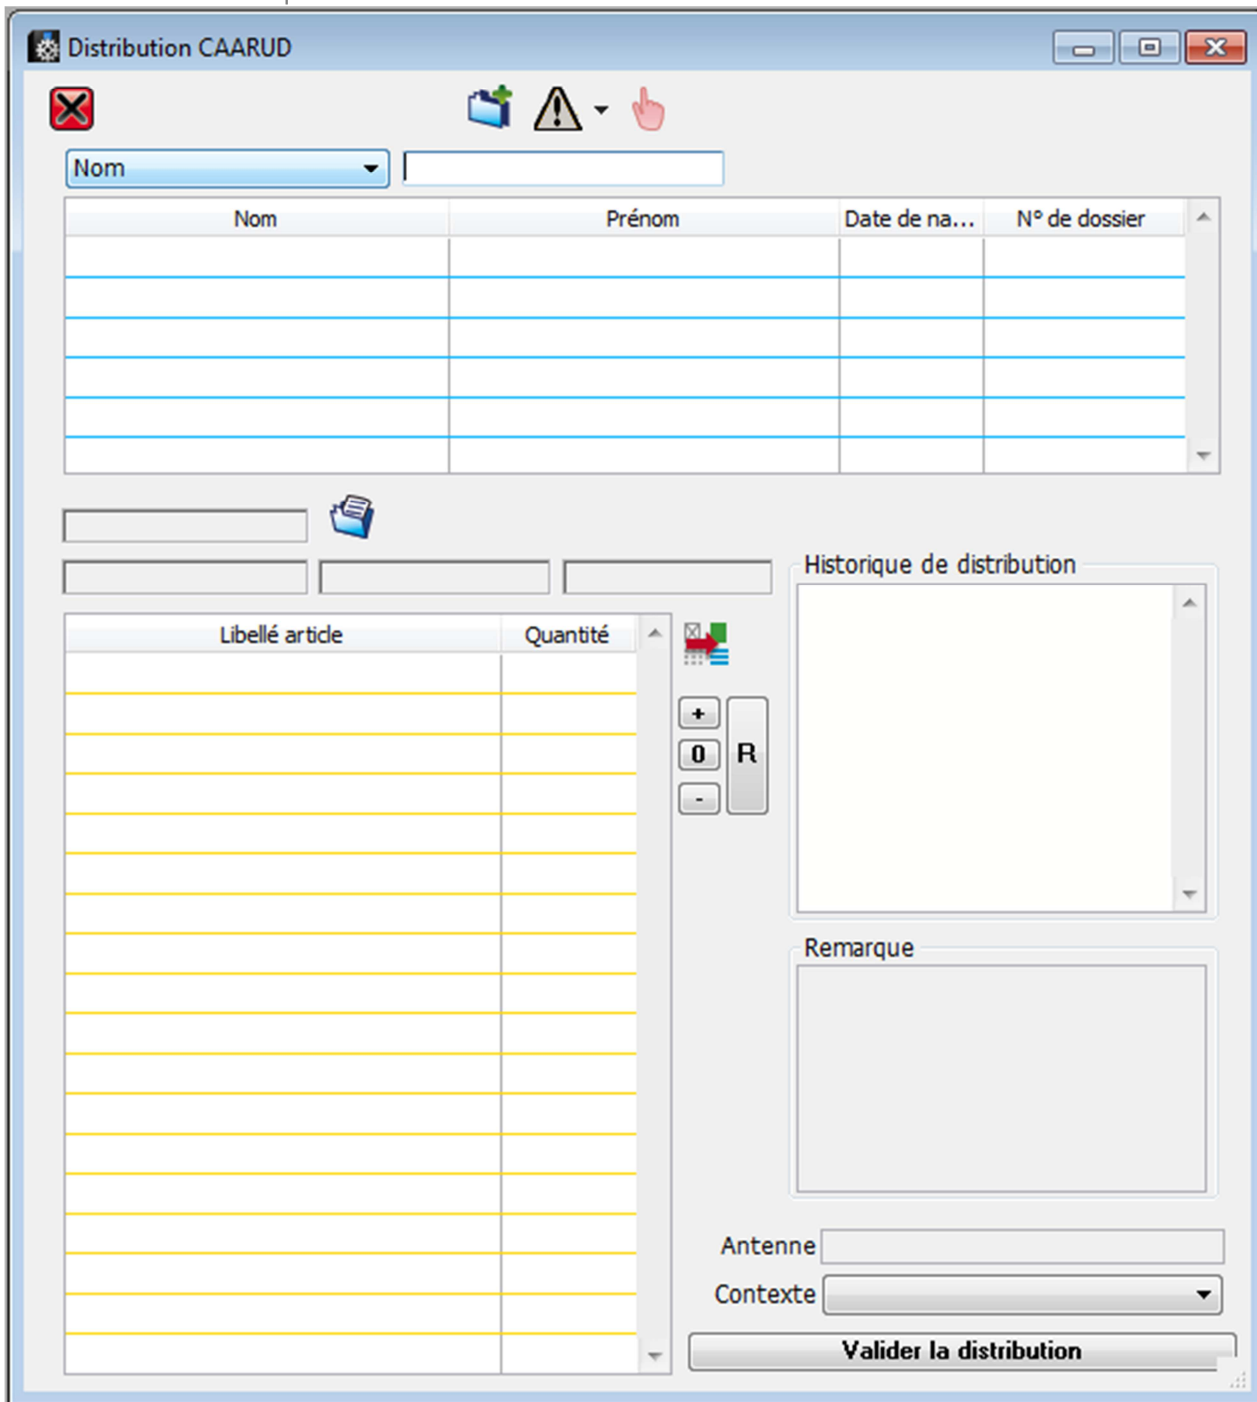 Distribution CAARUD
Nom
Nom Prénom Date de na... N° de dossier
Historique de distribution
Libellé article Quantité
+
0 R
-
Remarque
Antenne
Contexte
Valider la distribution